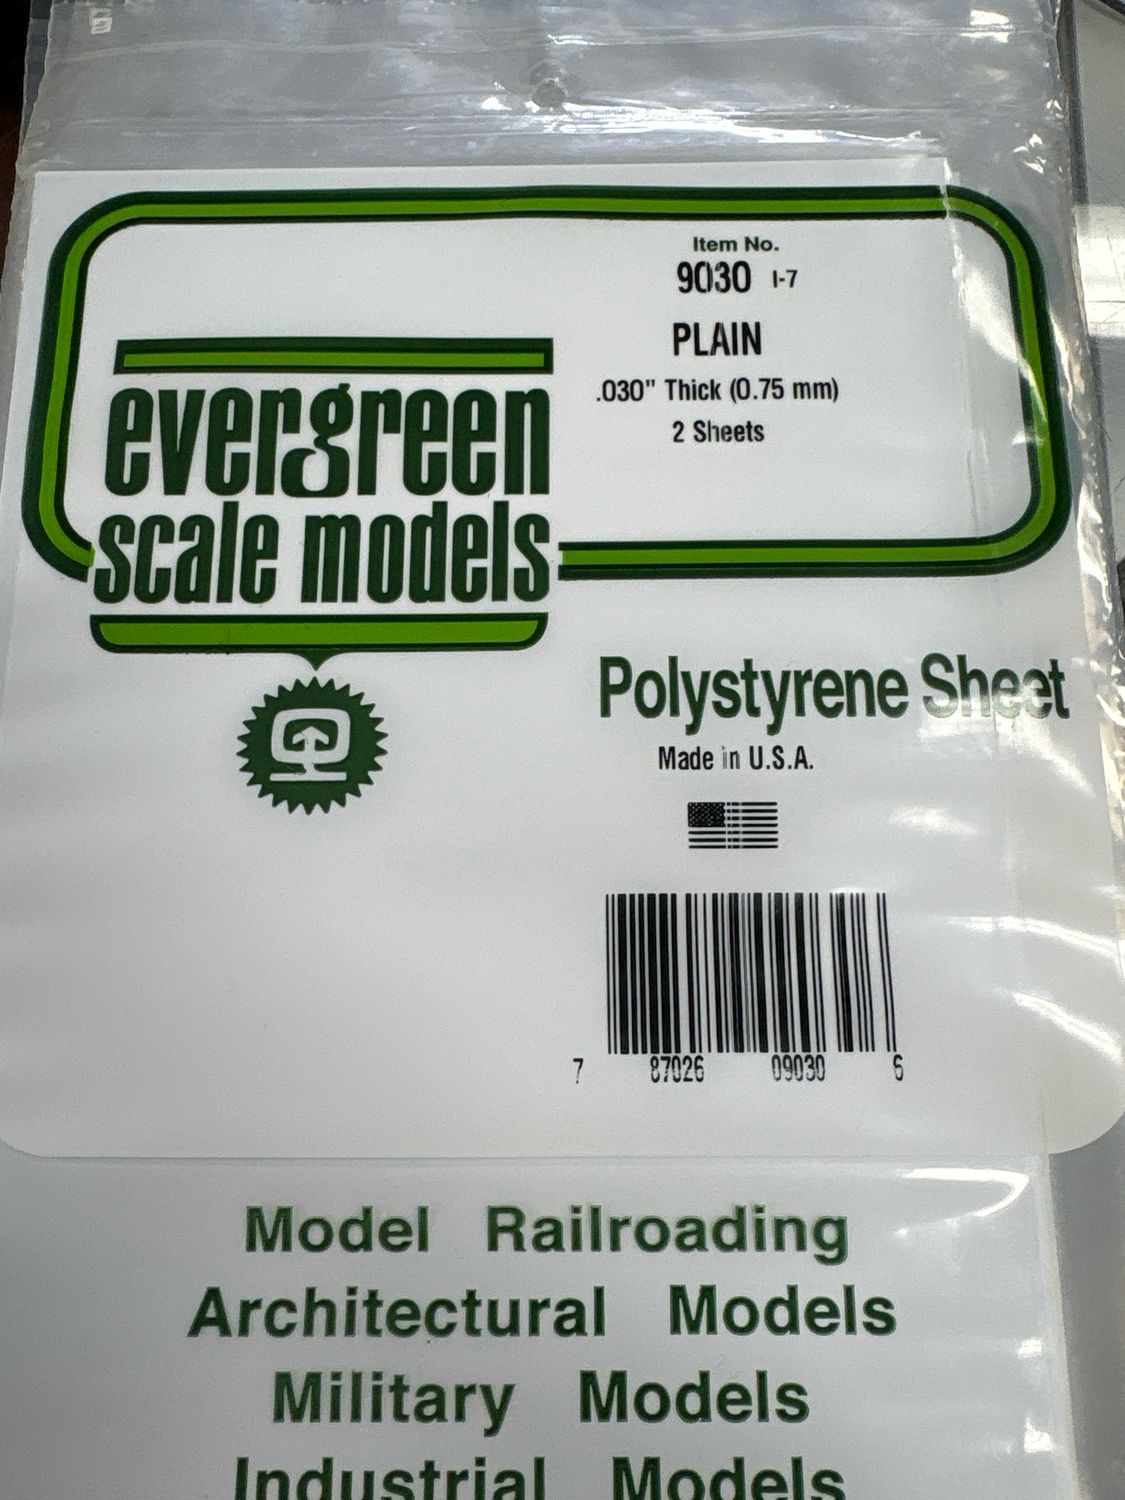 Item No.
9030 I-7
PLAIN
.030" Thick (0.75 mm)
2 Sheets
evergreen
scale models
Polystyrene Sheet
Made in U.S.A.
7 87026 09030 6
Model Railroading
Architectural Models
Military Models
Industrial Models